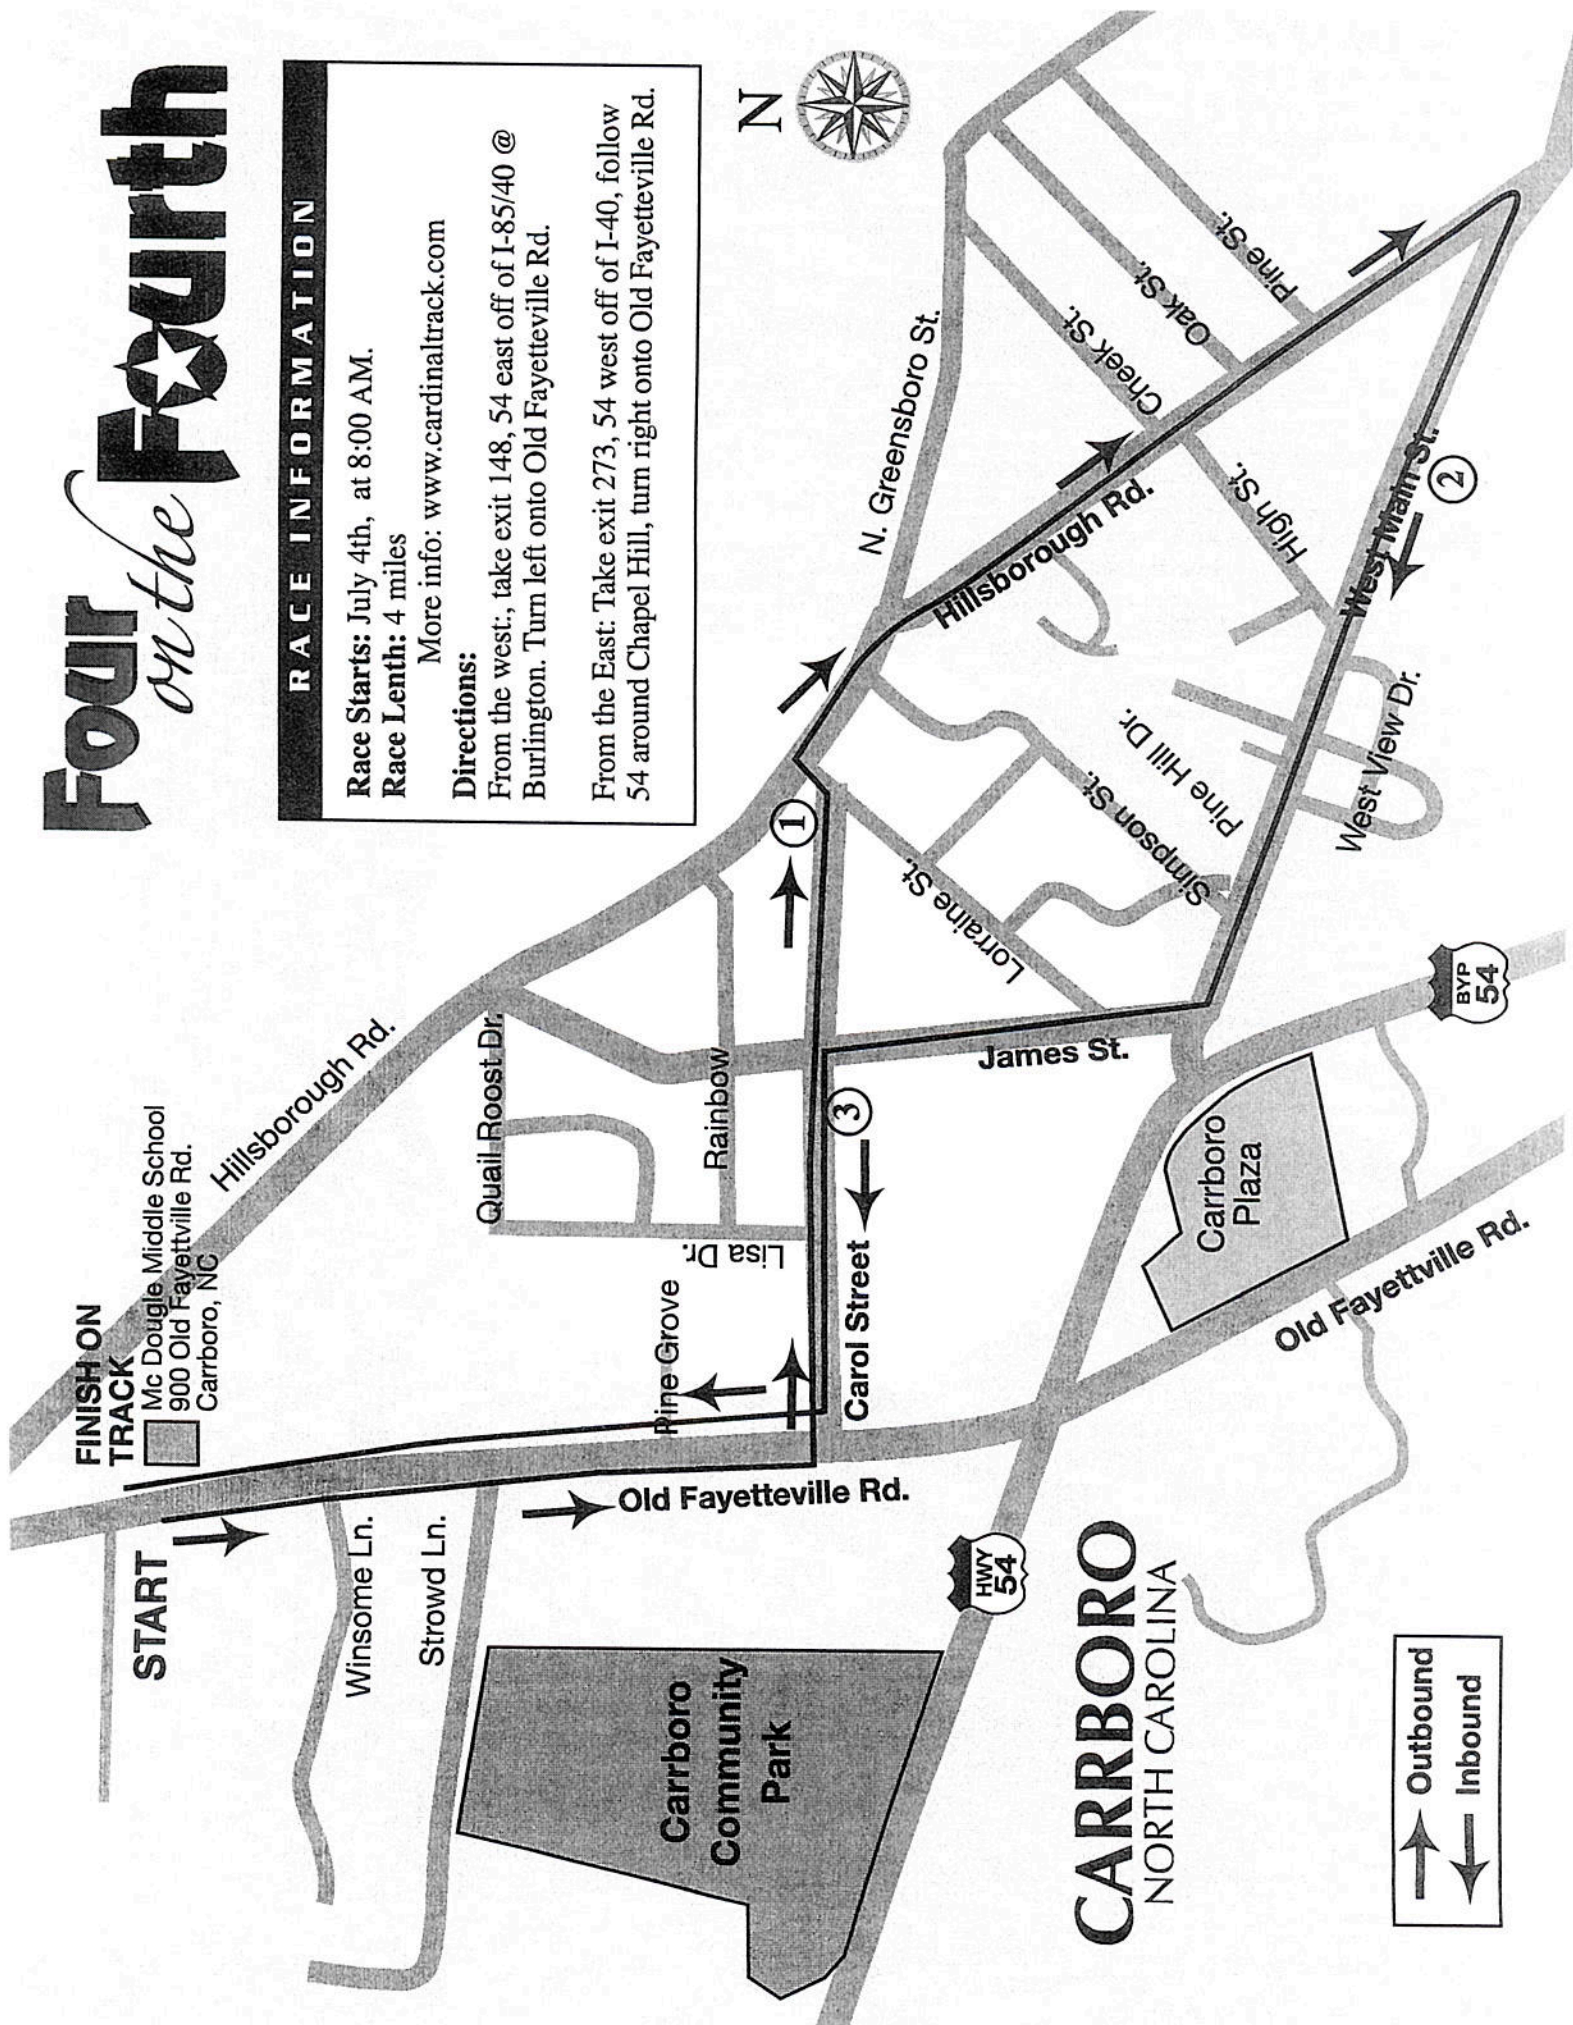 Four
on the
Fourth
RACE INFORMATION
Race Starts: July 4th, at 8:00 AM.
Race Lenth: 4 miles
More info: www.cardinaltrack.com
Directions:
From the west:, take exit 148, 54 east off of I-85/40 @
Burlington. Turn left onto Old Fayetteville Rd.
From the East: Take exit 273, 54 west off of I-40, follow
54 around Chapel Hill, turn right onto Old Fayetteville Rd.
N
FINISH ON
TRACK
Mc Dougle Middle School
900 Old Fayettville Rd.
Carrboro, NC
START
Hillsborough Rd.
Winsome Ln.
Strowd Ln.
Quail Roost Dr.
Rainbow
Lisa Dr.
Pine Grove
Old Fayetteville Rd.
Carol Street
1
3
James St.
Lorraine St.
Simpson St.
Pine Hill Dr.
N. Greensboro St.
Hillsborough Rd.
Cheek St.
Oak St.
Pine St.
High St.
West Main St.
2
West View Dr.
BYP
54
Carrboro
Plaza
Old Fayettville Rd.
HWY
54
Carrboro
Community
Park
CARRBORO
NORTH CAROLINA
Outbound
Inbound